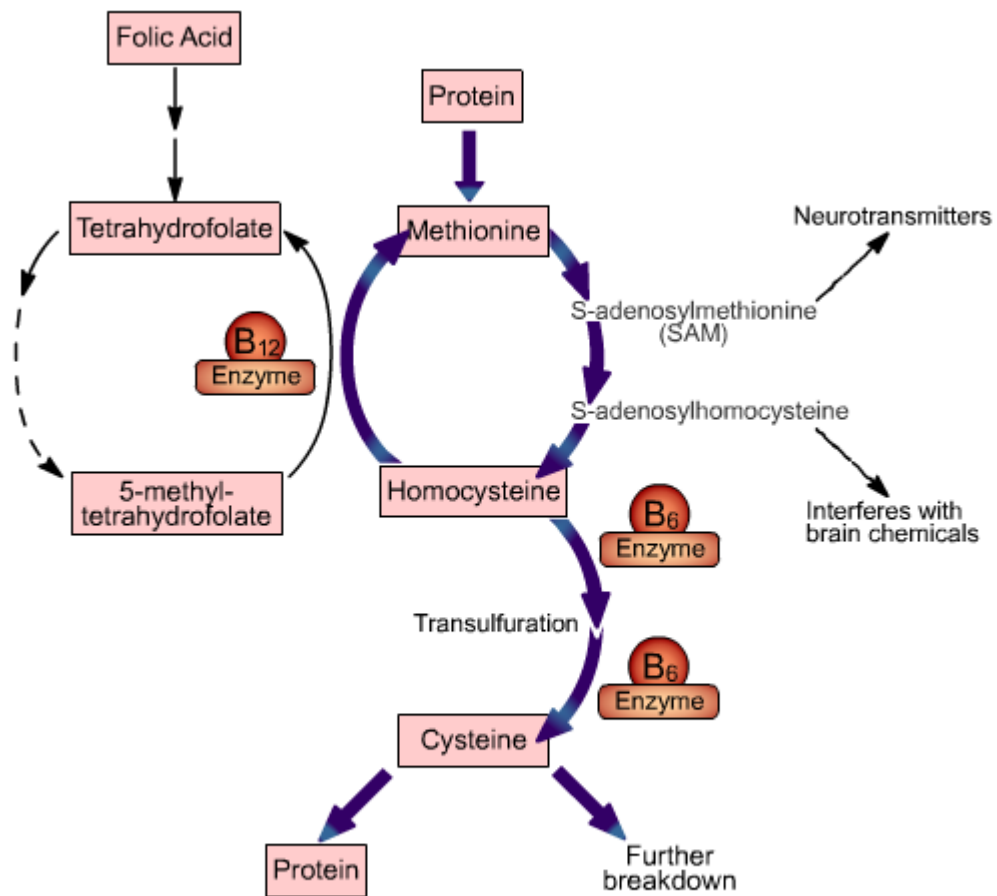 Folic Acid
Protein
Tetrahydrofolate
Methionine
Neurotransmitters
S-adenosylmethionine
(SAM)
B12
Enzyme
S-adenosylhomocysteine
5-methyl-
tetrahydrofolate
Homocysteine
B6
Enzyme
Interferes with
brain chemicals
Transulfuration
B6
Enzyme
Cysteine
Protein
Further
breakdown